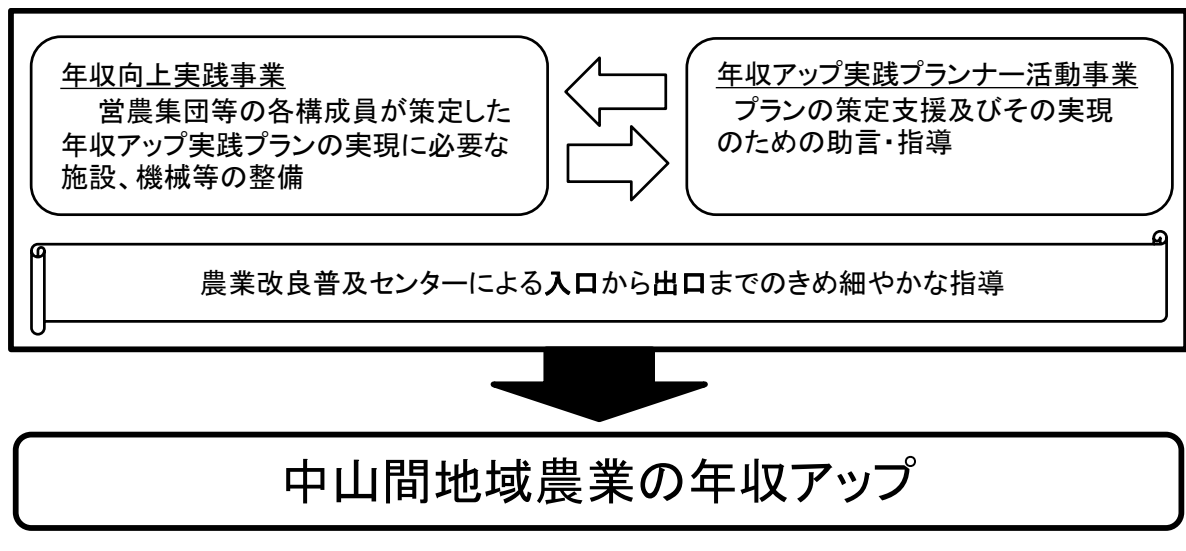 年収向上実践事業
営農集団等の各構成員が策定した
年収アップ実践プランの実現に必要な
施設、機械等の整備
年収アップ実践プランナー活動事業
プランの策定支援及びその実現
のための助言・指導
農業改良普及センターによる入口から出口までのきめ細やかな指導
中山間地域農業の年収アップ